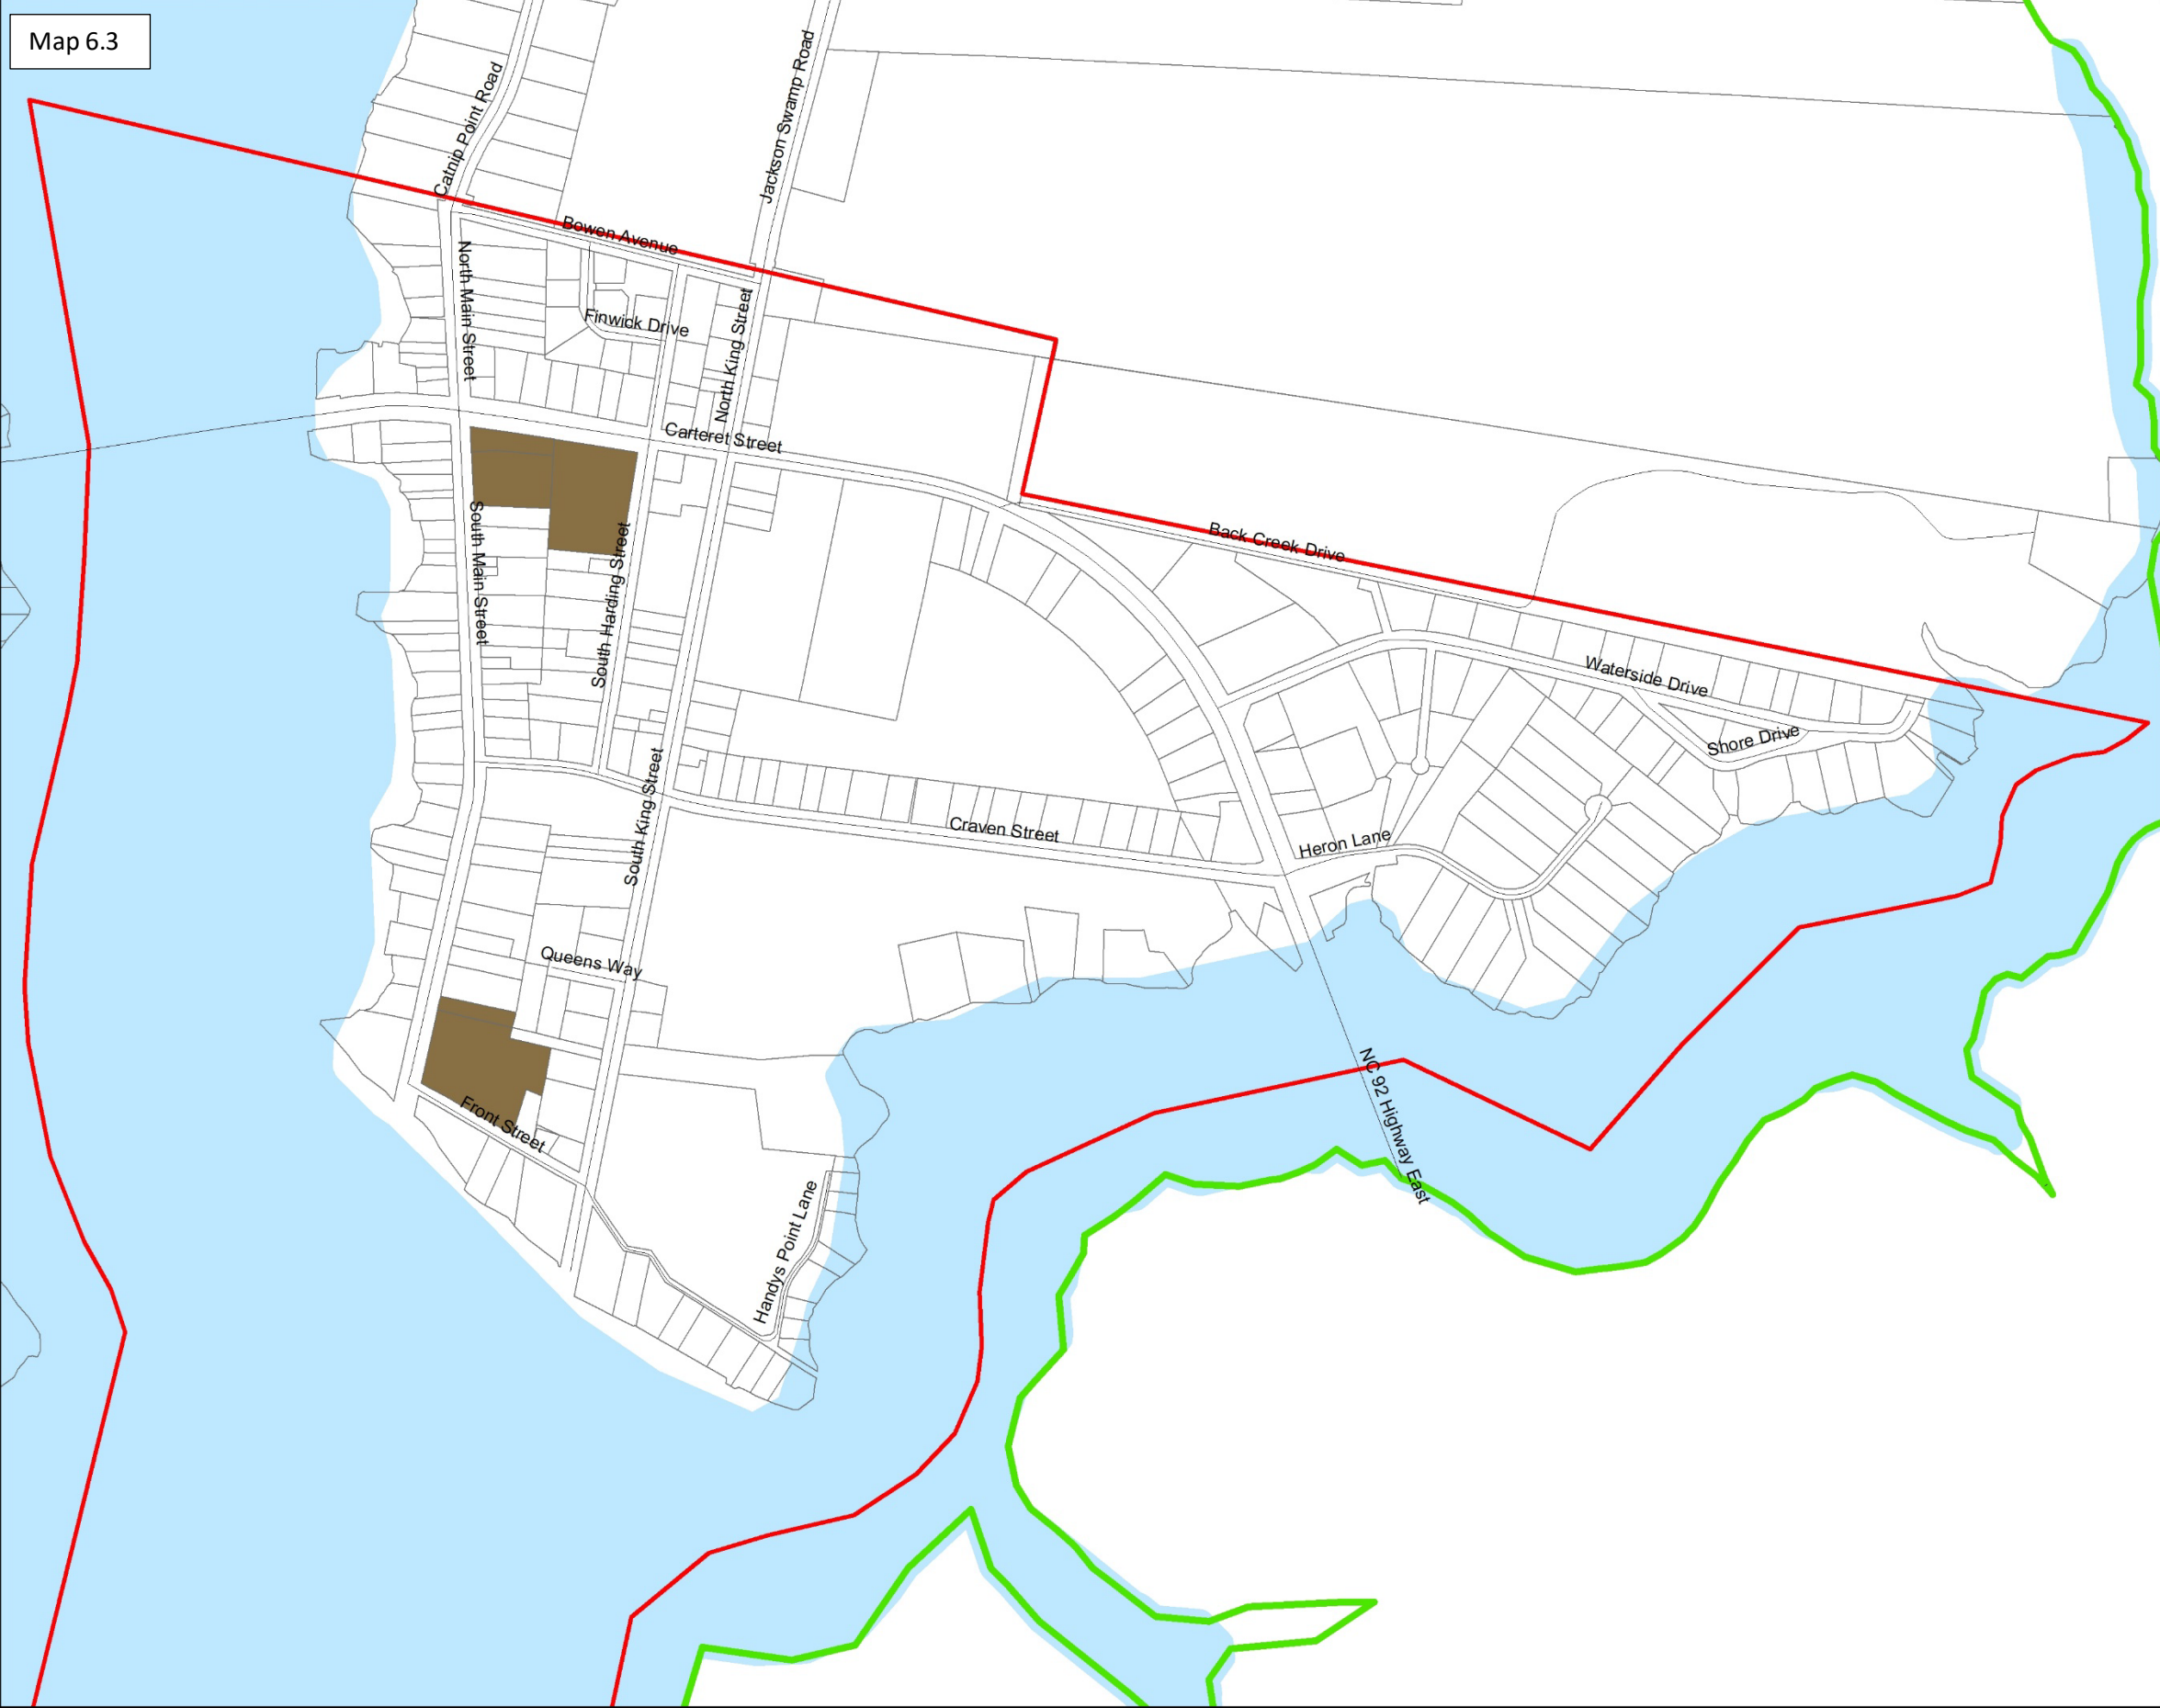 Map 6.3
Catnip Point Road
Jackson Swamp Road
Bowen Avenue
North Main Street
Finwick Drive
North King Street
Carteret Street
South Main Street
South Harding Street
Back Creek Drive
Waterside Drive
Shore Drive
South King Street
Craven Street
Heron Lane
Queens Way
Front Street
NC 92 Highway East
Handys Point Lane